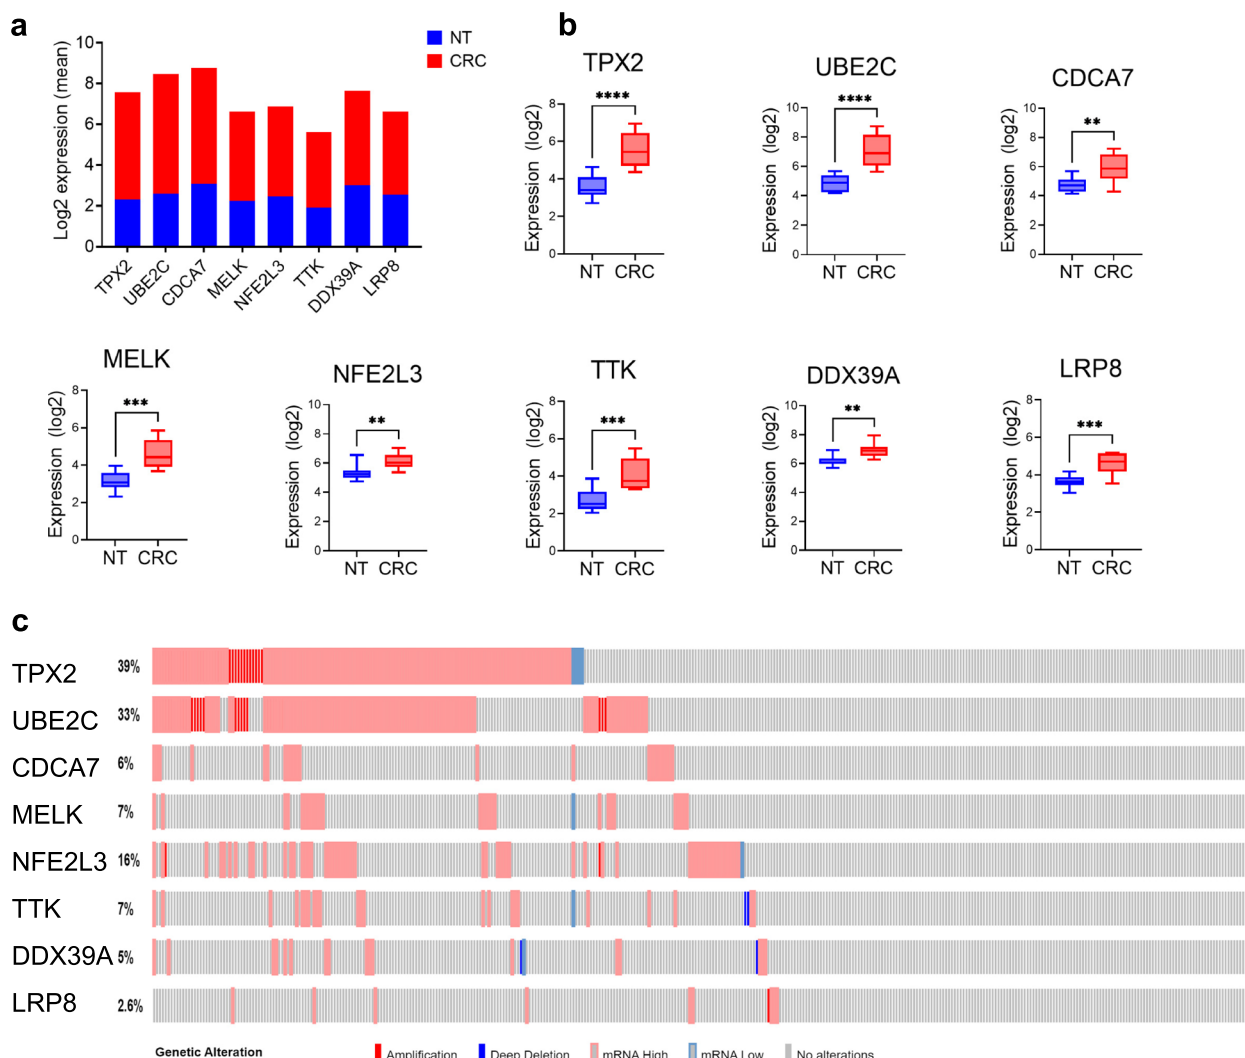 a
Log2 expression (mean)
10
8
6
4
2
0
TPX2
UBE2C
CDCA7
MELK
NFE2L3
TTK
DDX39A
LRP8
NT
CRC
b
TPX2
****
Expression (log2)
8
6
4
2
0
NT CRC
UBE2C
****
Expression (log2)
10
8
6
4
2
0
NT CRC
CDCA7
**
Expression (log2)
10
8
6
4
2
0
NT CRC
MELK
***
Expression (log2)
8
6
4
2
0
NT CRC
NFE2L3
**
Expression (log2)
10
8
6
4
2
0
NT CRC
TTK
***
Expression (log2)
8
6
4
2
0
NT CRC
DDX39A
**
Expression (log2)
10
8
6
4
2
0
NT CRC
LRP8
***
Expression (log2)
8
6
4
2
0
NT CRC
c
TPX2 39%
UBE2C 33%
CDCA7 6%
MELK 7%
NFE2L3 16%
TTK 7%
DDX39A 5%
LRP8 2.6%
Genetic Alteration Amplification Deep Deletion mRNA High mRNA Low No alterations